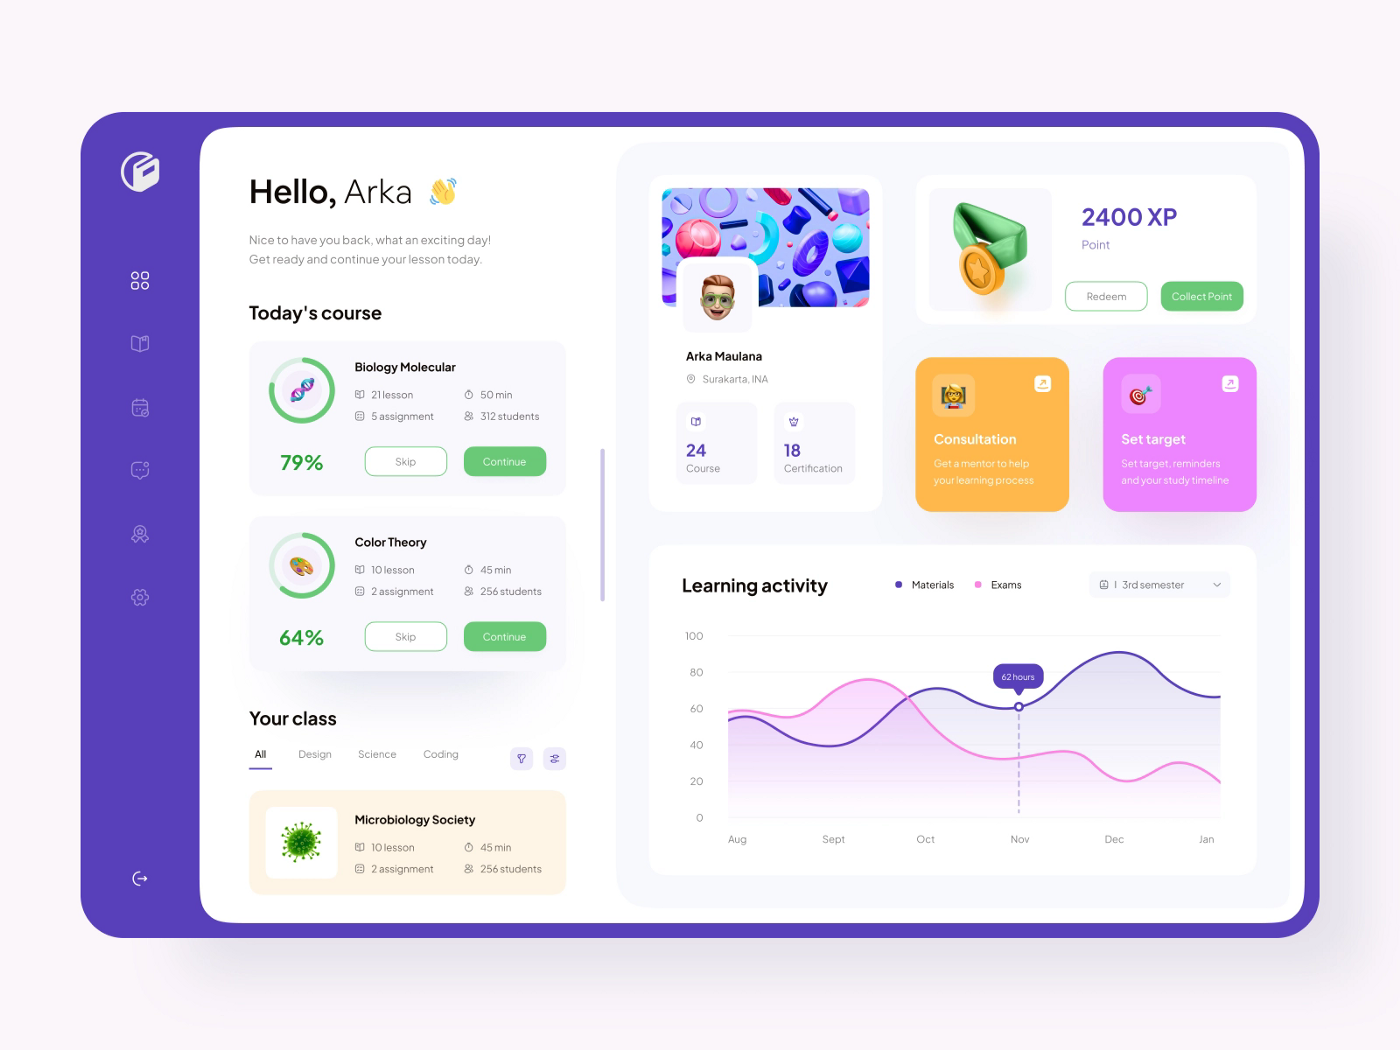 Hello, Arka
Nice to have you back, what an exciting day!
Get ready and continue your lesson today.
Today's course
Biology Molecular
21 lesson
50 min
5 assignment
312 students
79%
Skip
Continue
Color Theory
10 lesson
45 min
2 assignment
256 students
64%
Skip
Continue
Your class
All
Design
Science
Coding
Microbiology Society
10 lesson
45 min
2 assignment
256 students
Arka Maulana
Surakarta, INA
24
Course
18
Certification
2400 XP
Point
Redeem
Collect Point
Consultation
Get a mentor to help
your learning process
Set target
Set target, reminders
and your study timeline
Learning activity
Materials
Exams
3rd semester
100
80
60
40
20
0
62 hours
Aug
Sept
Oct
Nov
Dec
Jan